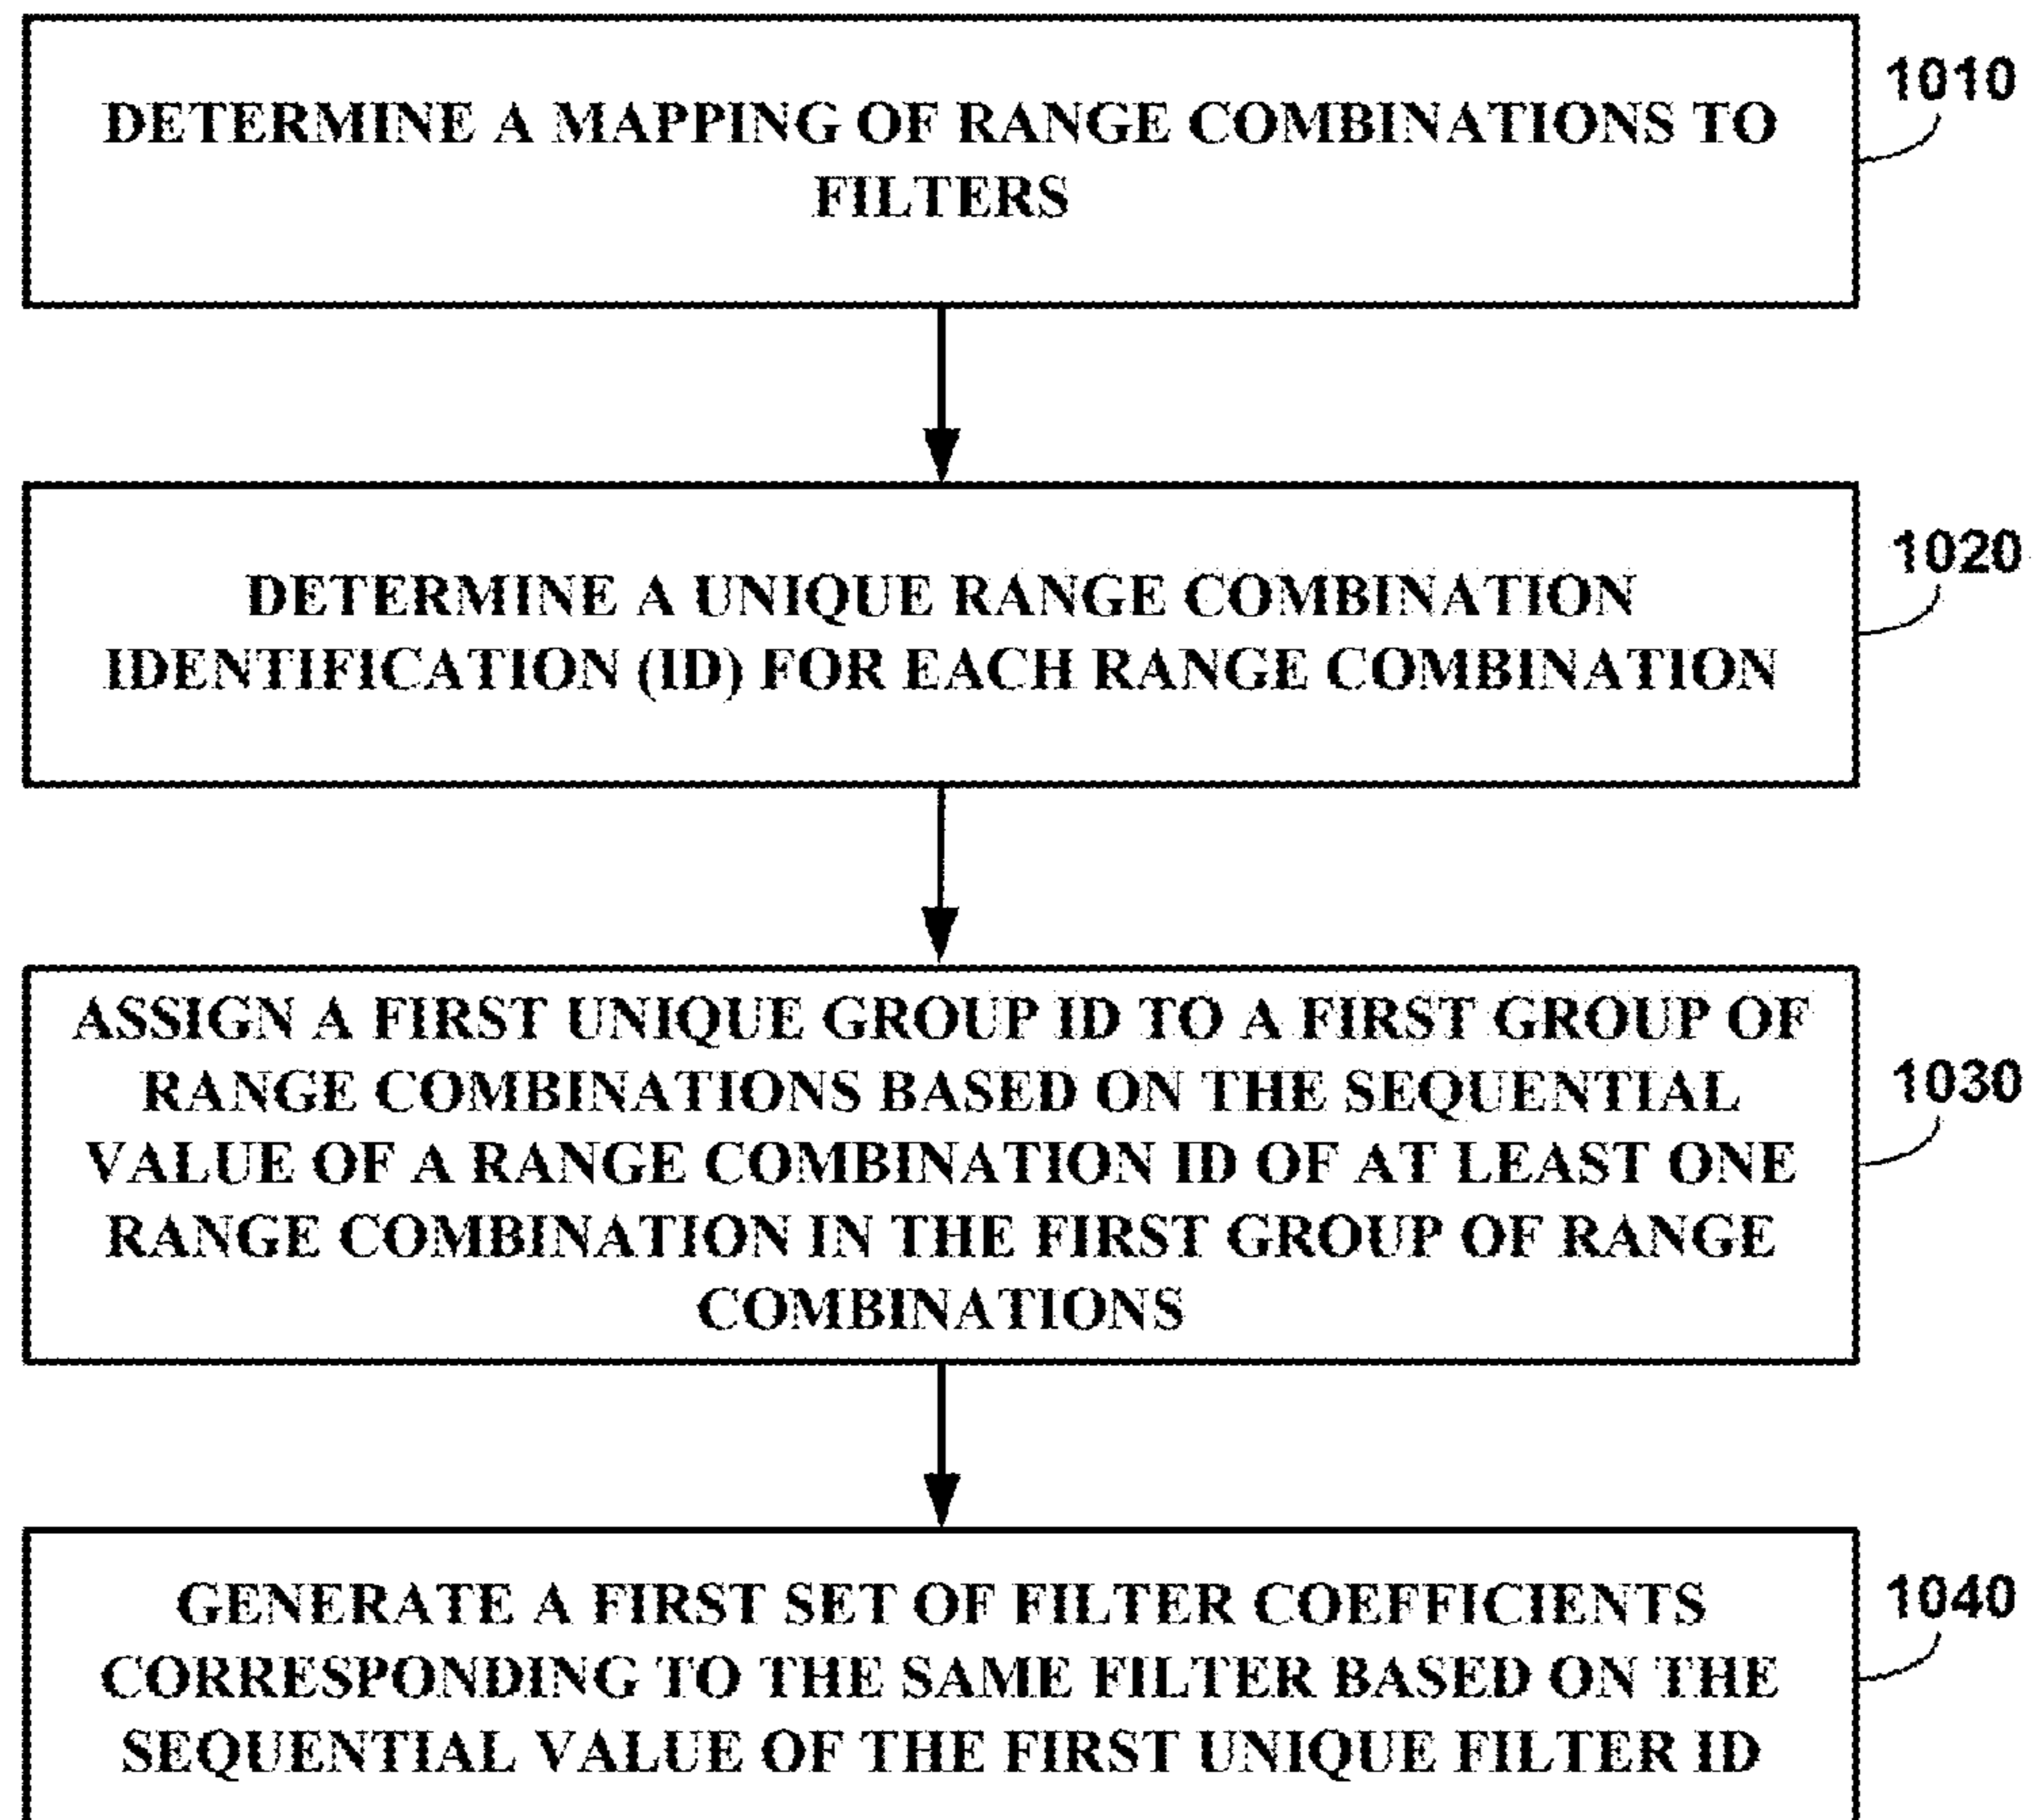 DETERMINE A MAPPING OF RANGE COMBINATIONS TO
FILTERS
1010
DETERMINE A UNIQUE RANGE COMBINATION
IDENTIFICATION (ID) FOR EACH RANGE COMBINATION
1020
ASSIGN A FIRST UNIQUE GROUP ID TO A FIRST GROUP OF
RANGE COMBINATIONS BASED ON THE SEQUENTIAL
VALUE OF A RANGE COMBINATION ID OF AT LEAST ONE
RANGE COMBINATION IN THE FIRST GROUP OF RANGE
COMBINATIONS
1030
GENERATE A FIRST SET OF FILTER COEFFICIENTS
CORRESPONDING TO THE SAME FILTER BASED ON THE
SEQUENTIAL VALUE OF THE FIRST UNIQUE FILTER ID
1040